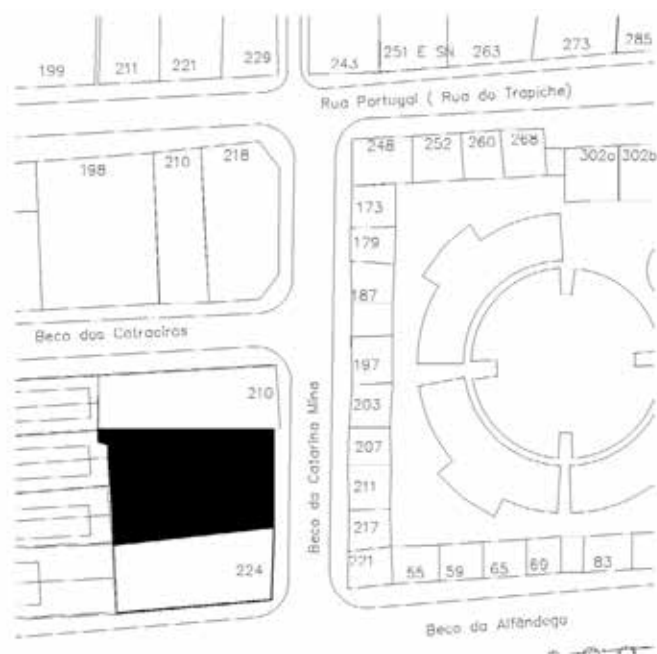 199 211 221 229 243 251 E SN 263 273 285
Rua Portugal ( Rua do Trapiche)
198 210 218 248 252 260 268 302a 302b
173
179
187
Beco dos Catraeiros
197
210
203
Beco da Catarina Mina
207
211
217
224 221 55 59 65 69 83
Beco da Alfândega